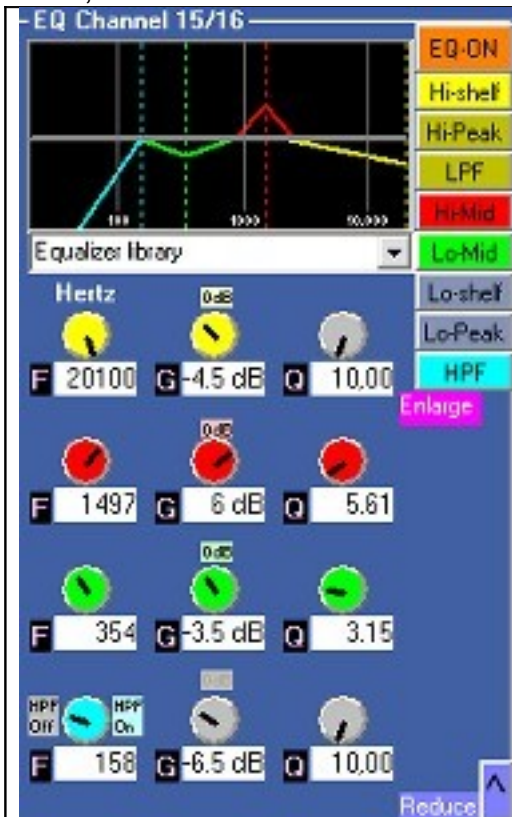 EQ Channel 15/16
EQ-ON
Hi-shelf
Hi-Peak
LPF
Hi-Mid
Lo-Mid
Lo-shelf
Lo-Peak
HPF
Enlarge
100 1000 10.000
Equalizer library
Hertz 0dB
F 20100 G -4.5 dB Q 10,00
0dB
F 1497 G 6 dB Q 5.61
0dB
F 354 G -3.5 dB Q 3.15
HPF Off HPF On 0dB
F 158 G -6.5 dB Q 10,00
^
Reduce